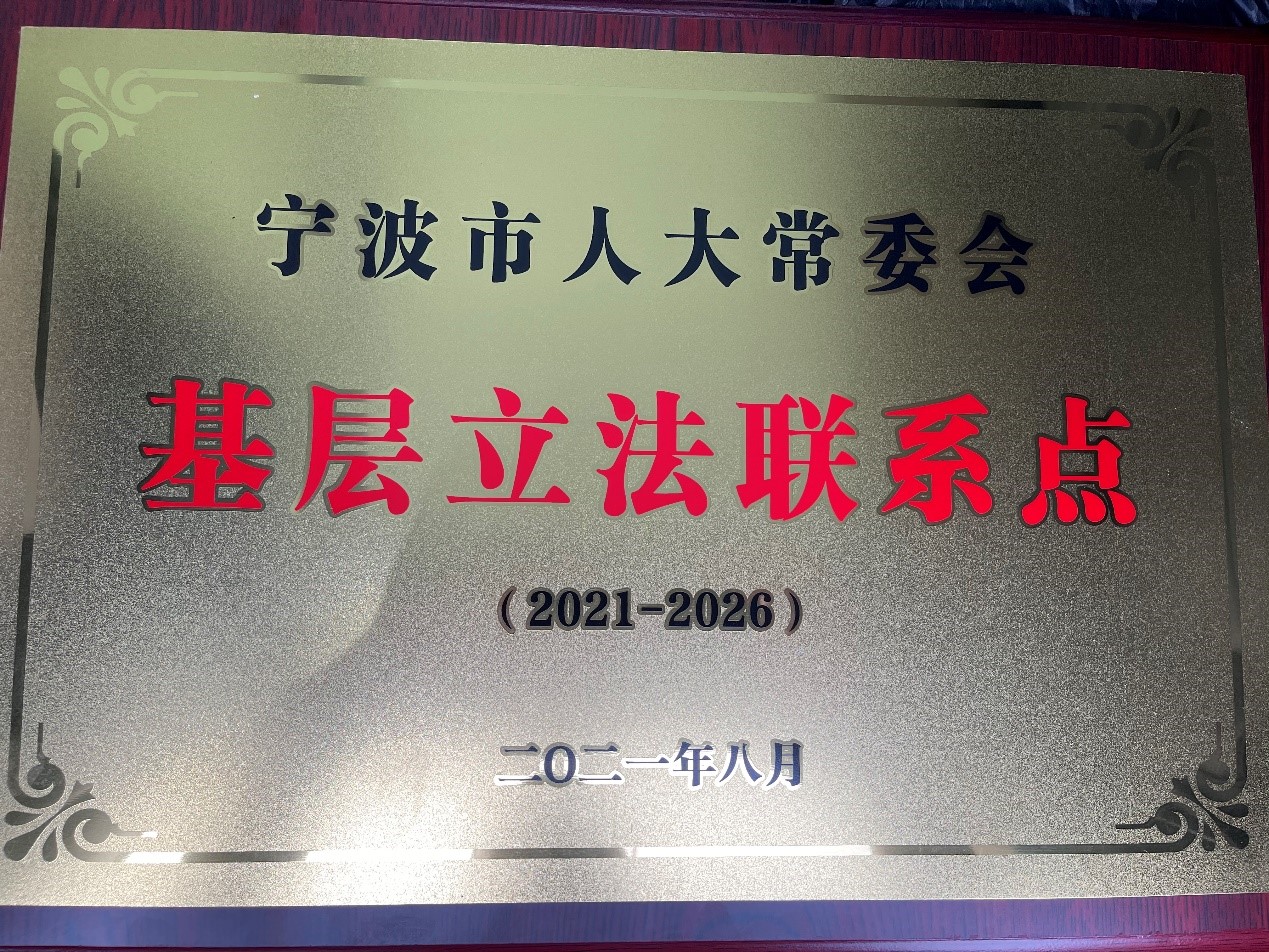 宁波市人大常委会
基层立法联系点
（2021-2026）
二〇二一年八月